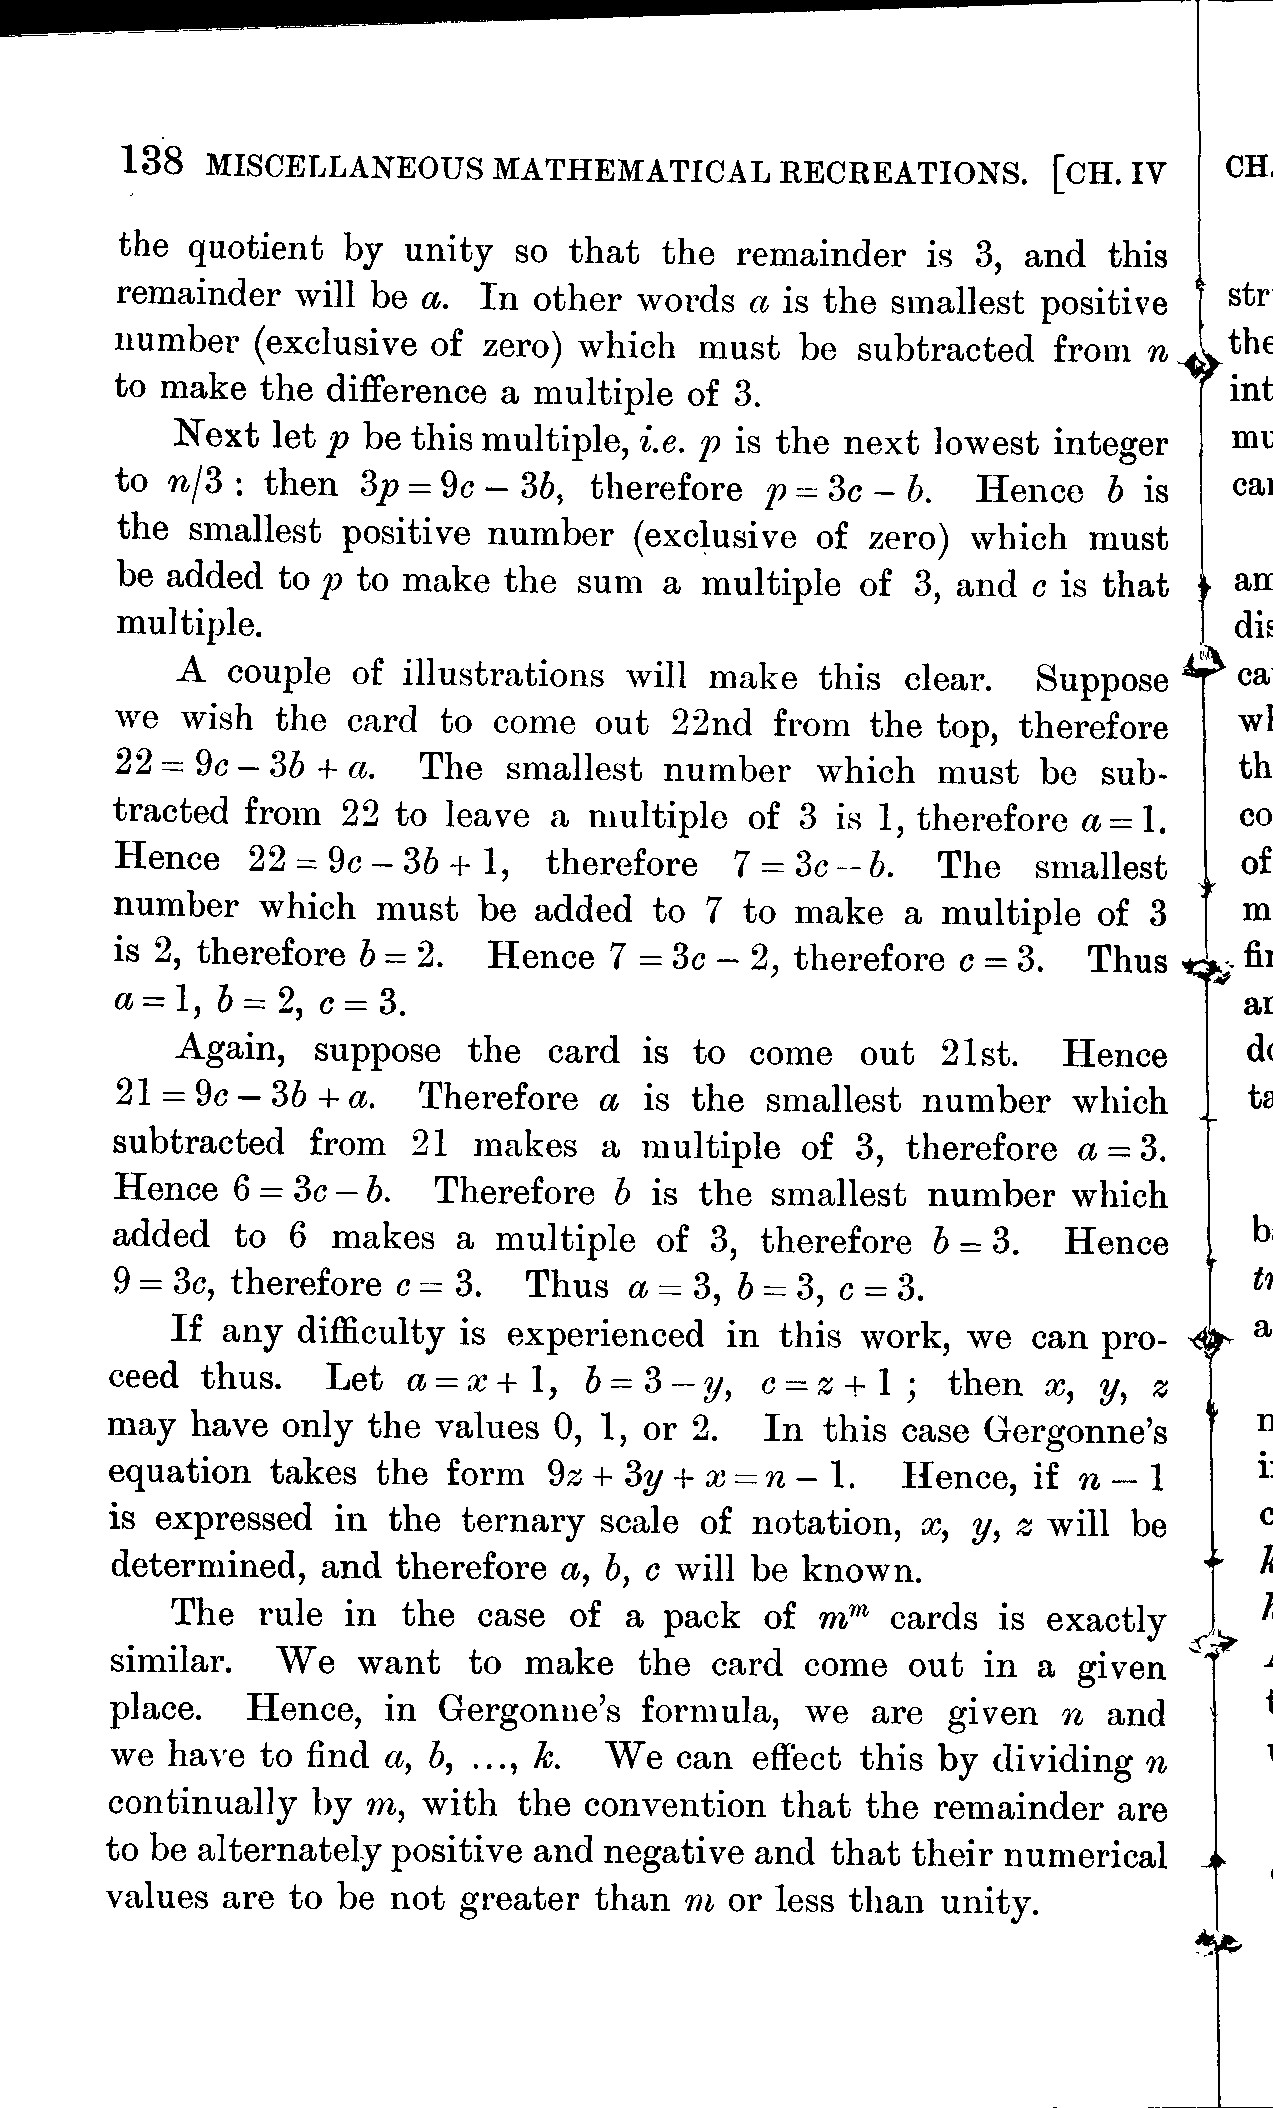 138 MISCELLANEOUS MATHEMATICAL RECREATIONS. [CH. IV
the quotient by unity so that the remainder is 3, and this
remainder will be a. In other words a is the smallest positive
number (exclusive of zero) which must be subtracted from n
to make the difference a multiple of 3.
Next let p be this multiple, i.e. p is the next lowest integer
to n/3 : then 3p = 9c – 3b, therefore p = 3c – b. Hence b is
the smallest positive number (exclusive of zero) which must
be added to p to make the sum a multiple of 3, and c is that
multiple.
A couple of illustrations will make this clear. Suppose
we wish the card to come out 22nd from the top, therefore
22 = 9c – 3b + a. The smallest number which must be sub-
tracted from 22 to leave a multiple of 3 is 1, therefore a = 1.
Hence 22 = 9c – 3b + 1, therefore 7 = 3c – b. The smallest
number which must be added to 7 to make a multiple of 3
is 2, therefore b = 2. Hence 7 = 3c – 2, therefore c = 3. Thus
a = 1, b = 2, c = 3.
Again, suppose the card is to come out 21st. Hence
21 = 9c – 3b + a. Therefore a is the smallest number which
subtracted from 21 makes a multiple of 3, therefore a = 3.
Hence 6 = 3c – b. Therefore b is the smallest number which
added to 6 makes a multiple of 3, therefore b = 3. Hence
9 = 3c, therefore c = 3. Thus a = 3, b = 3, c = 3.
If any difficulty is experienced in this work, we can pro-
ceed thus. Let a = x + 1, b = 3 – y, c = z + 1 ; then x, y, z
may have only the values 0, 1, or 2. In this case Gergonne's
equation takes the form 9z + 3y + x = n – 1. Hence, if n – 1
is expressed in the ternary scale of notation, x, y, z will be
determined, and therefore a, b, c will be known.
The rule in the case of a pack of mᵐ cards is exactly
similar. We want to make the card come out in a given
place. Hence, in Gergonne's formula, we are given n and
we have to find a, b, ..., k. We can effect this by dividing n
continually by m, with the convention that the remainder are
to be alternately positive and negative and that their numerical
values are to be not greater than m or less than unity.
CH.